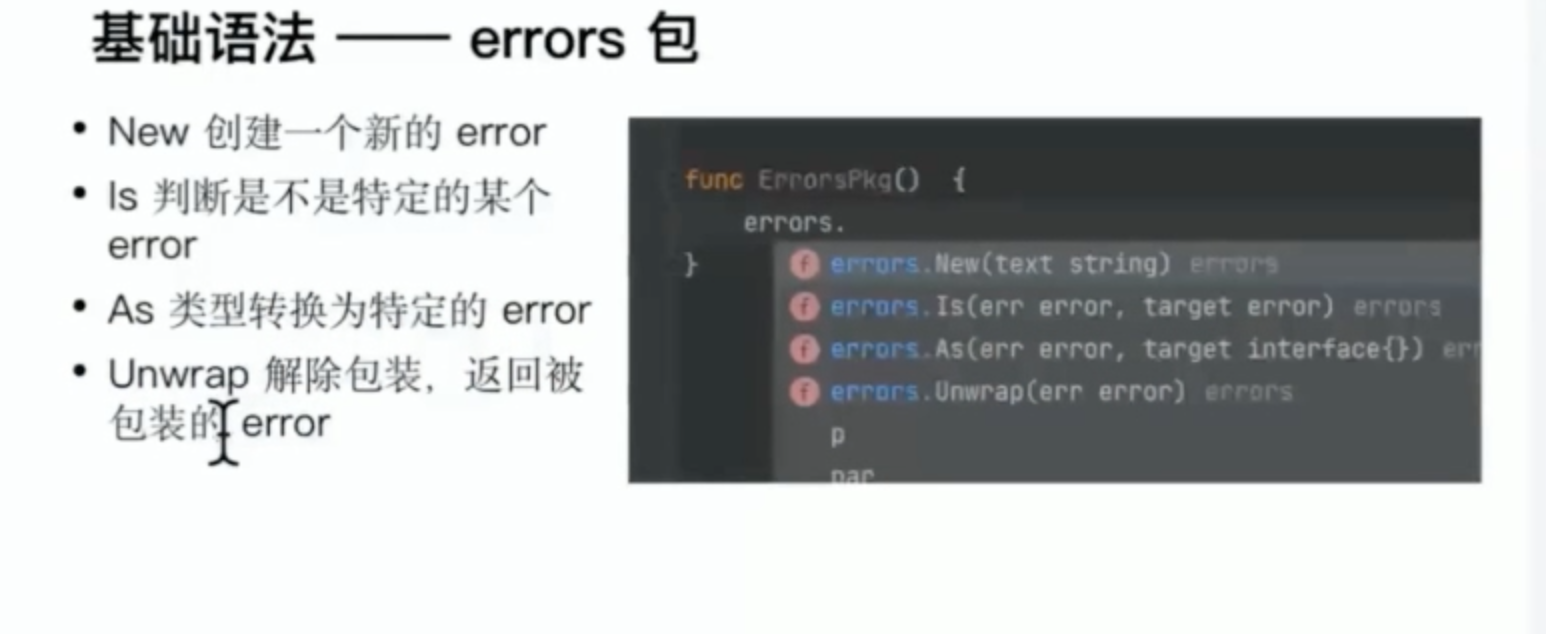 基础语法 —— errors 包
• New 创建一个新的 error
• Is 判断是不是特定的某个
error
• As 类型转换为特定的 error
• Unwrap 解除包装，返回被
包装的 error
func ErrorsPkg() {
errors.
}
f errors.New(text string) errors
f errors.Is(err error, target error) errors
f errors.As(err error, target interface{}) err
f errors.Unwrap(err error) errors
p
par